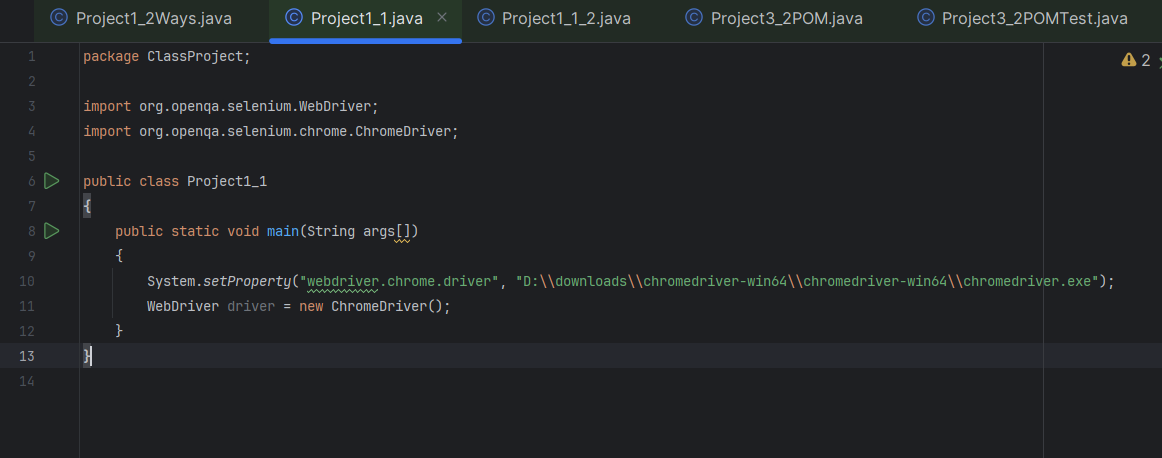 Project1_2Ways.java Project1_1.java Project1_1_2.java Project3_2POM.java Project3_2POMTest.java
1 package ClassProject; 2
2
3 import org.openqa.selenium.WebDriver;
4 import org.openqa.selenium.chrome.ChromeDriver;
5
6 public class Project1_1
7 {
8 public static void main(String args[])
9 {
10 System.setProperty("webdriver.chrome.driver", "D:\\downloads\\chromedriver-win64\\chromedriver-win64\\chromedriver.exe");
11 WebDriver driver = new ChromeDriver();
12 }
13 }
14